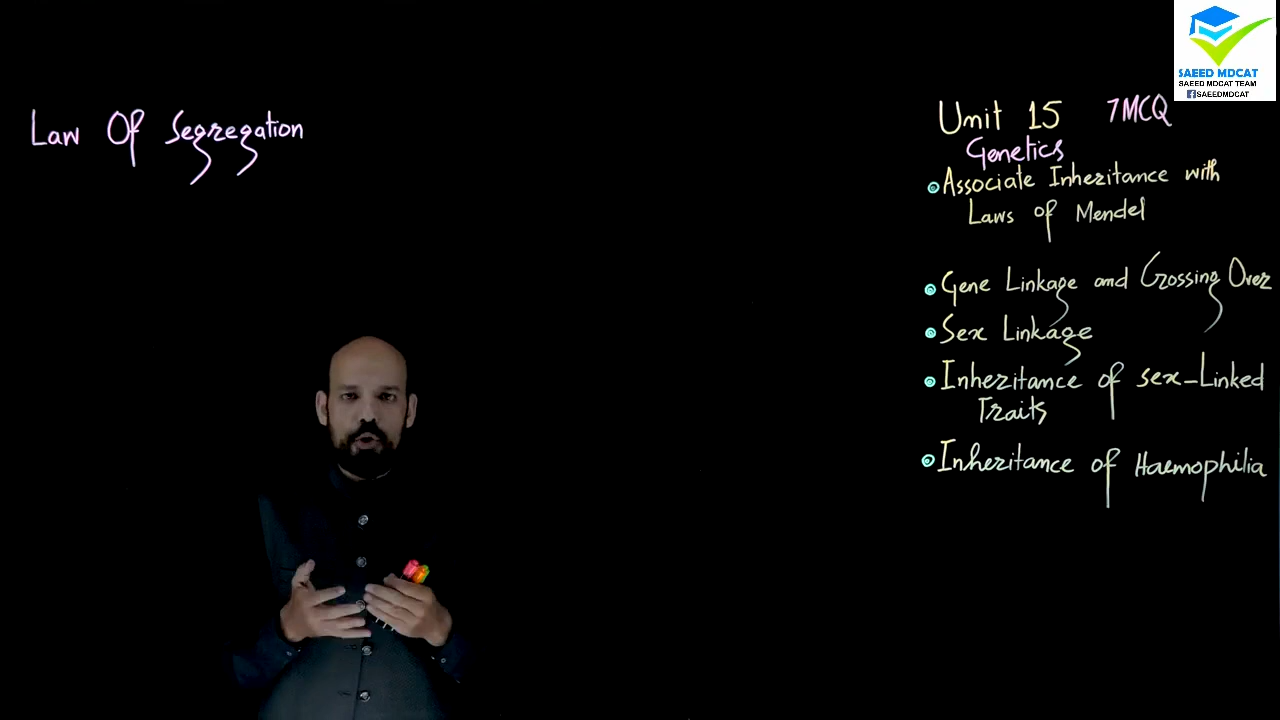 SAEED MDCAT
SAEED MDCAT TEAM
SAEEDMDCAT
Law Of Segregation
Unit 15 7MCQ
Genetics
Associate Inheritance with
Laws of Mendel
Gene Linkage and Crossing Over
Sex Linkage
Inheritance of sex-Linked
Traits
Inheritance of Haemophilia